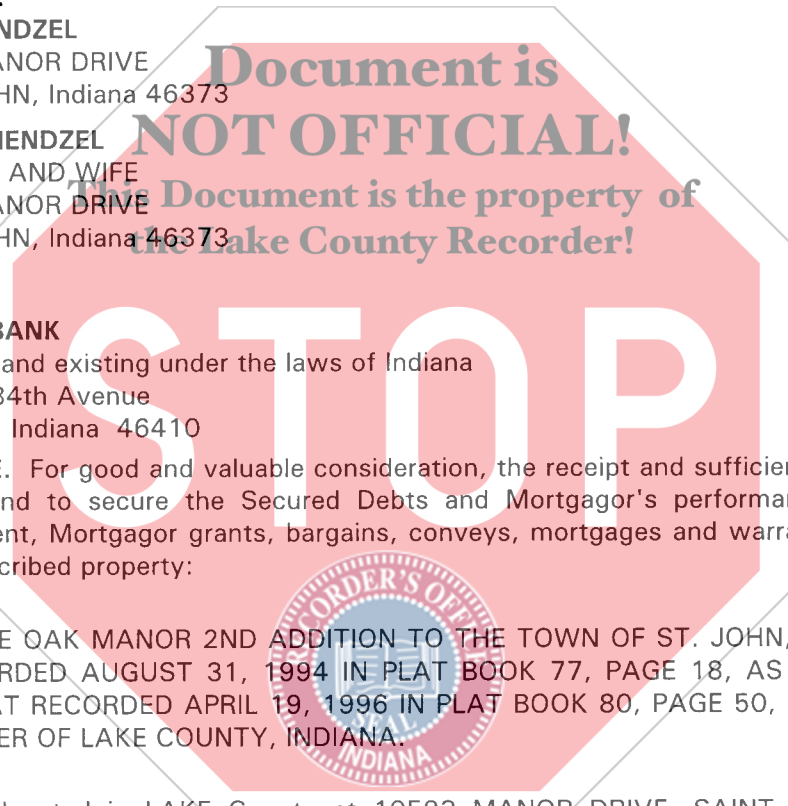 NDZEL
ANOR DRIVE
HN, Indiana 46373
HENDZEL
AND WIFE
ANOR DRIVE
HN, Indiana 46373
Document is
NOT OFFICIAL!
This Document is the property of
the Lake County Recorder!
STOP
BANK
and existing under the laws of Indiana
34th Avenue
Indiana 46410
E. For good and valuable consideration, the receipt and sufficien
nd to secure the Secured Debts and Mortgagor's performan
ent, Mortgagor grants, bargains, conveys, mortgages and warra
cribed property:
E OAK MANOR 2ND ADDITION TO THE TOWN OF ST. JOHN,
RDED AUGUST 31, 1994 IN PLAT BOOK 77, PAGE 18, AS
AT RECORDED APRIL 19, 1996 IN PLAT BOOK 80, PAGE 50,
ER OF LAKE COUNTY, INDIANA.
RECORDER'S OFFICE
SEAL
INDIANA